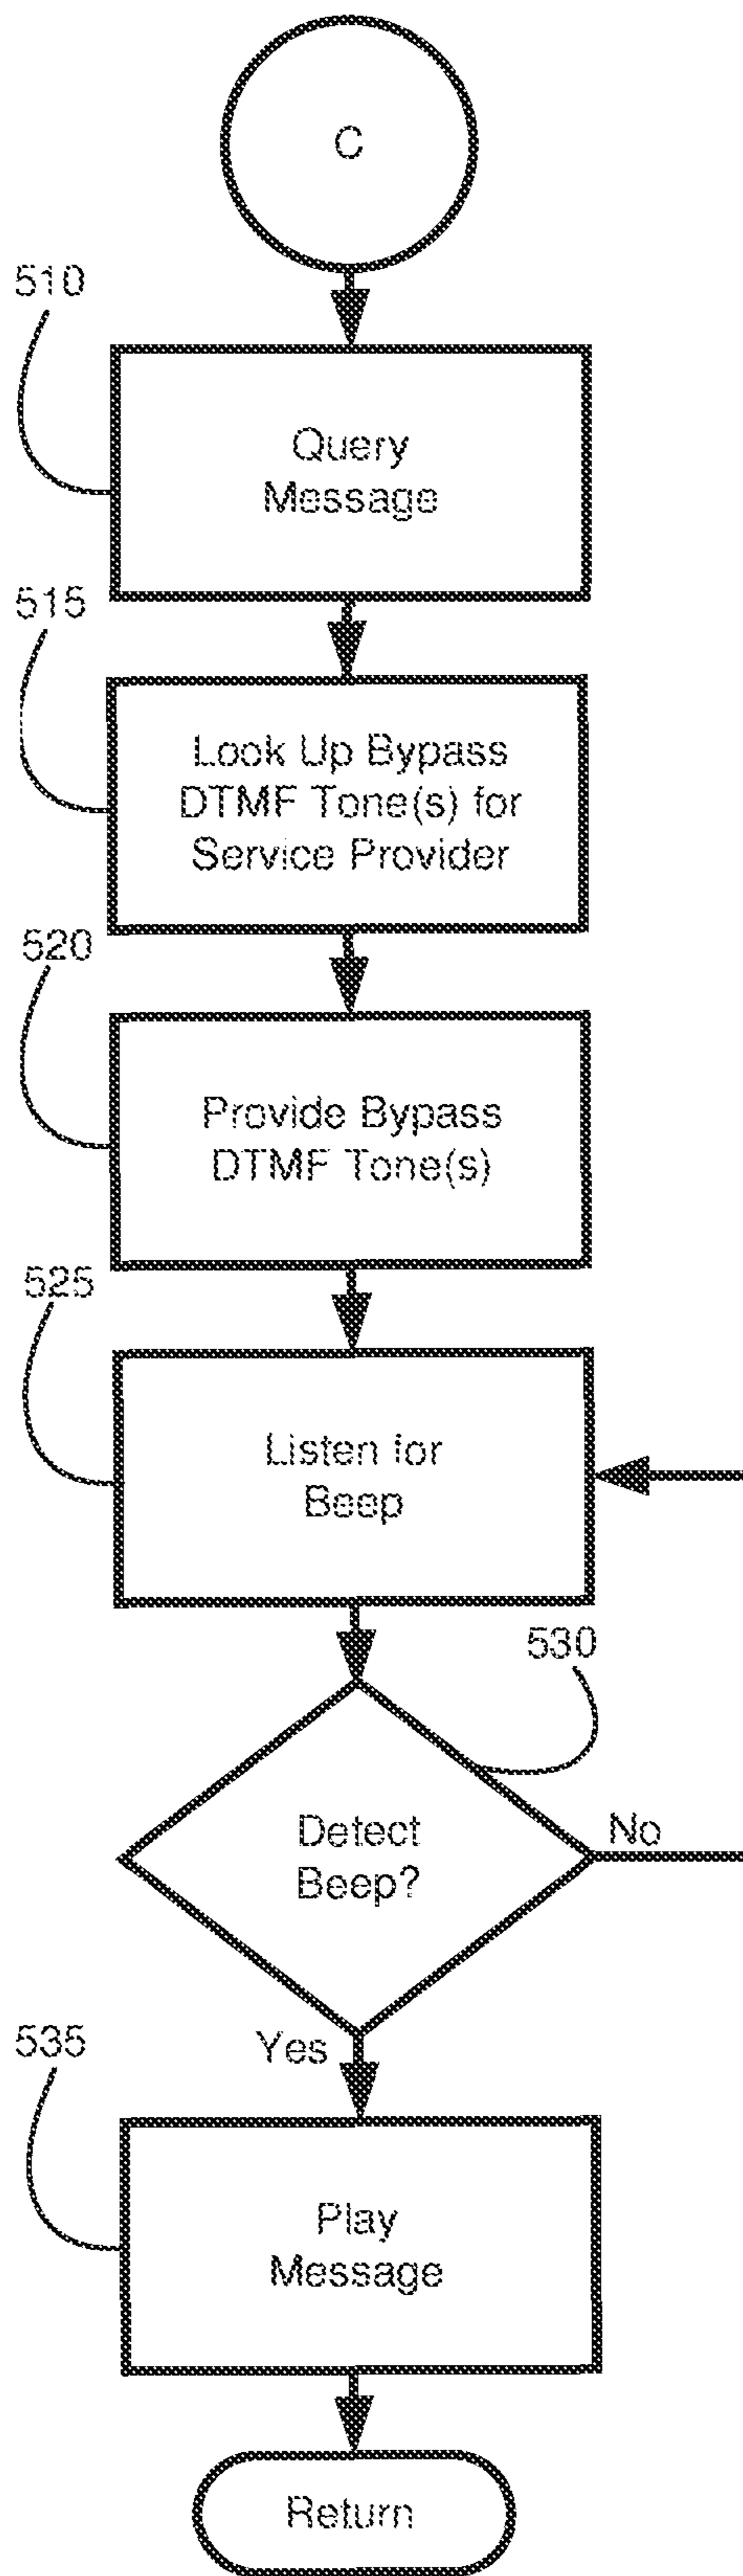 C
510
Query
Message
515
Look Up Bypass
DTMF Tone(s) for
Service Provider
520
Provide Bypass
DTMF Tone(s)
525
Listen for
Beep
530
Detect
Beep?
No
Yes
535
Play
Message
Return